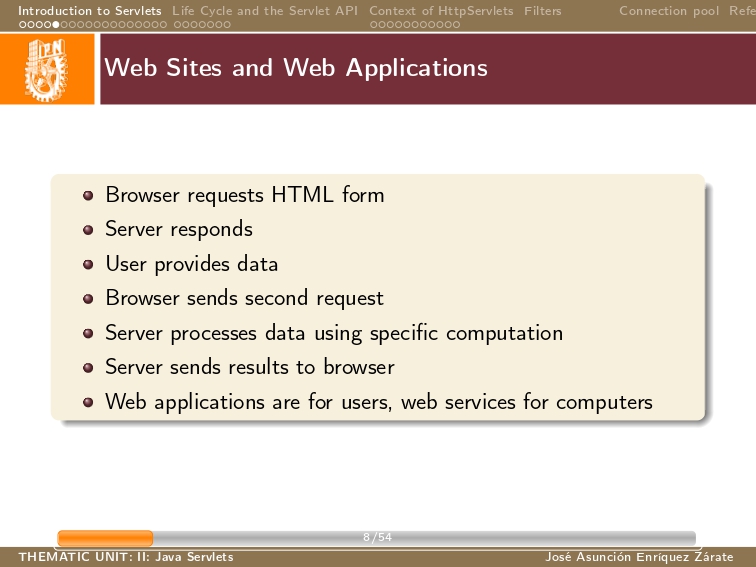 Introduction to Servlets Life Cycle and the Servlet API Context of HttpServlets Filters Connection pool Refe
IPN
Web Sites and Web Applications
Browser requests HTML form
Server responds
User provides data
Browser sends second request
Server processes data using specific computation
Server sends results to browser
Web applications are for users, web services for computers
8/54
THEMATIC UNIT: II: Java Servlets José Asunción Enríquez Zárate